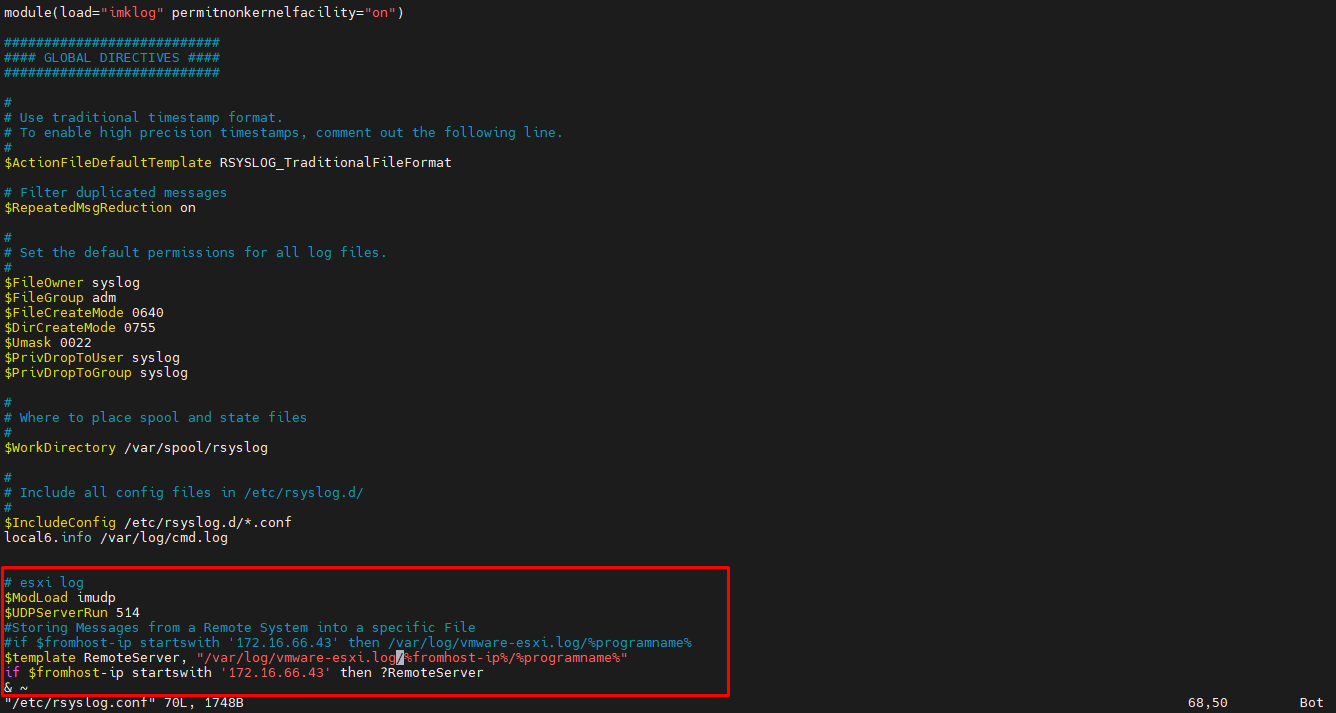 module(load="imklog" permitnonkernelfacility="on")
###########################
#### GLOBAL DIRECTIVES ####
###########################
#
# Use traditional timestamp format.
# To enable high precision timestamps, comment out the following line.
#
$ActionFileDefaultTemplate RSYSLOG_TraditionalFileFormat
# Filter duplicated messages
$RepeatedMsgReduction on
#
# Set the default permissions for all log files.
#
$FileOwner syslog
$FileGroup adm
$FileCreateMode 0640
$DirCreateMode 0755
$Umask 0022
$PrivDropToUser syslog
$PrivDropToGroup syslog
#
# Where to place spool and state files
#
$WorkDirectory /var/spool/rsyslog
#
# Include all config files in /etc/rsyslog.d/
#
$IncludeConfig /etc/rsyslog.d/*.conf
local6.info /var/log/cmd.log
# esxi log
$ModLoad imudp
$UDPServerRun 514
#Storing Messages from a Remote System into a specific File
#if $fromhost-ip startswith '172.16.66.43' then /var/log/vmware-esxi.log/%programname%
$template RemoteServer, "/var/log/vmware-esxi.log/%fromhost-ip%/%programname%"
if $fromhost-ip startswith '172.16.66.43' then ?RemoteServer
& ~
"/etc/rsyslog.conf" 70L, 1748B 68,50 Bot